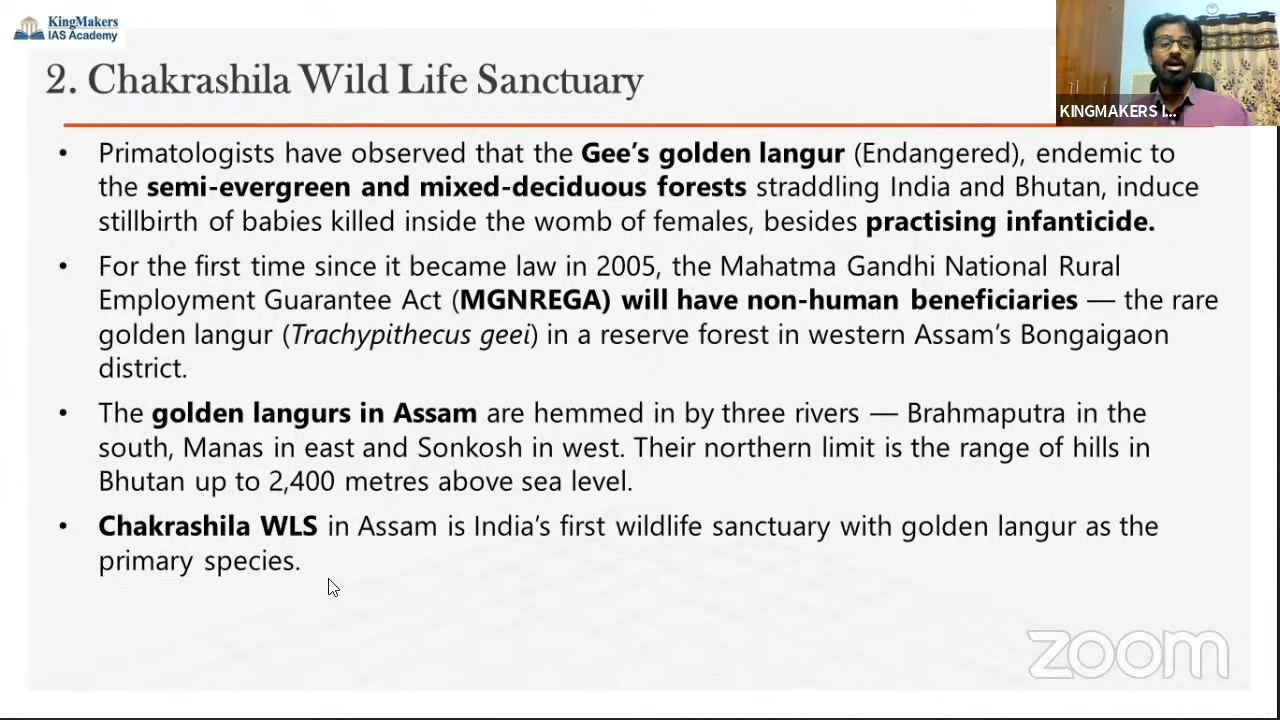 KingMakers
IAS Academy
2. Chakrashila Wild Life Sanctuary
KINGMAKERS I...
• Primatologists have observed that the Gee’s golden langur (Endangered), endemic to
the semi-evergreen and mixed-deciduous forests straddling India and Bhutan, induce
stillbirth of babies killed inside the womb of females, besides practising infanticide.
• For the first time since it became law in 2005, the Mahatma Gandhi National Rural
Employment Guarantee Act (MGNREGA) will have non-human beneficiaries — the rare
golden langur (Trachypithecus geei) in a reserve forest in western Assam’s Bongaigaon
district.
• The golden langurs in Assam are hemmed in by three rivers — Brahmaputra in the
south, Manas in east and Sonkosh in west. Their northern limit is the range of hills in
Bhutan up to 2,400 metres above sea level.
• Chakrashila WLS in Assam is India’s first wildlife sanctuary with golden langur as the
primary species.
zoom